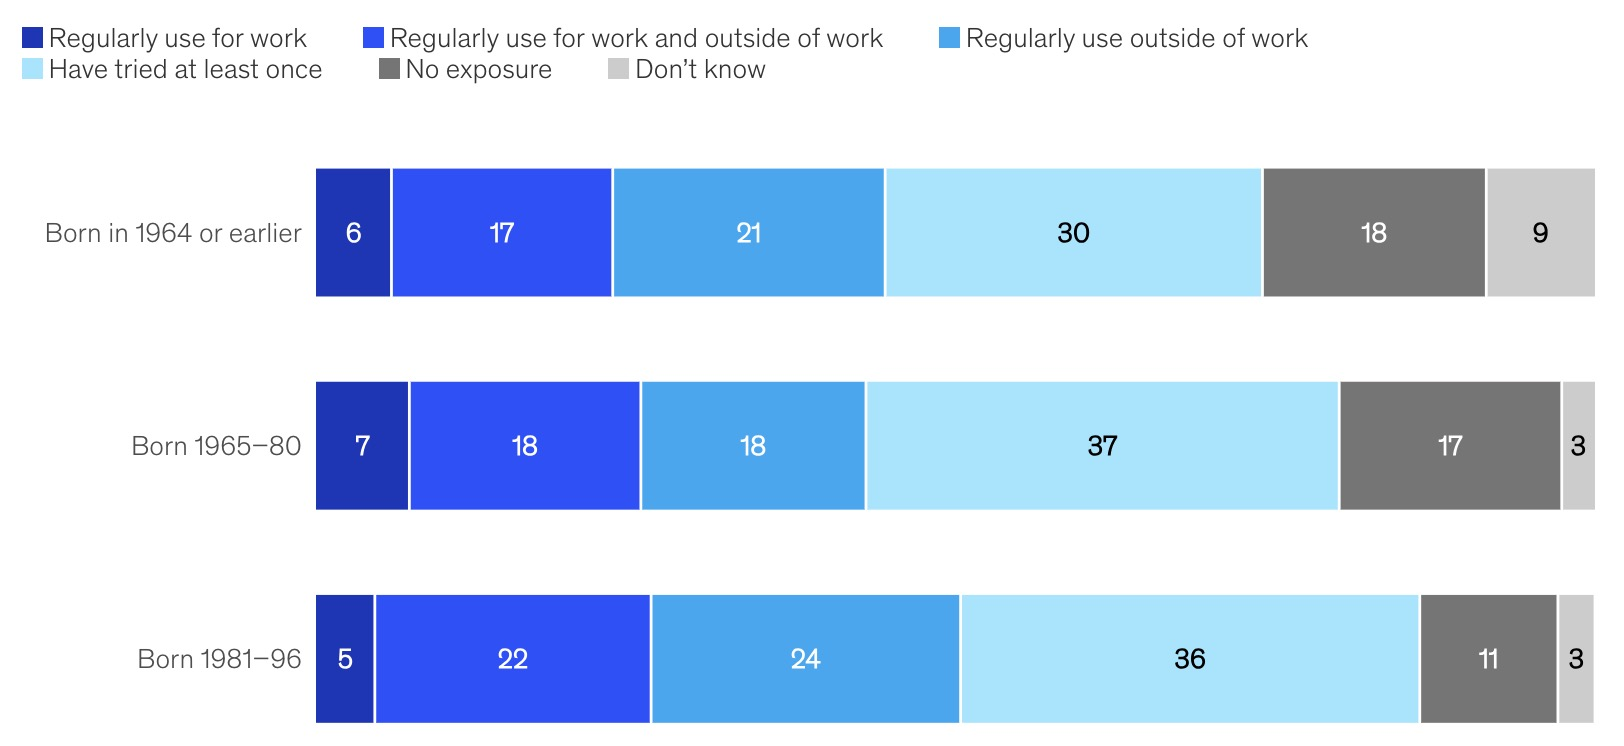 Regularly use for work Regularly use for work and outside of work Regularly use outside of work
Have tried at least once No exposure Don’t know
Born in 1964 or earlier 6 17 21 30 18 9
Born 1965–80 7 18 18 37 17 3
Born 1981–96 5 22 24 36 11 3